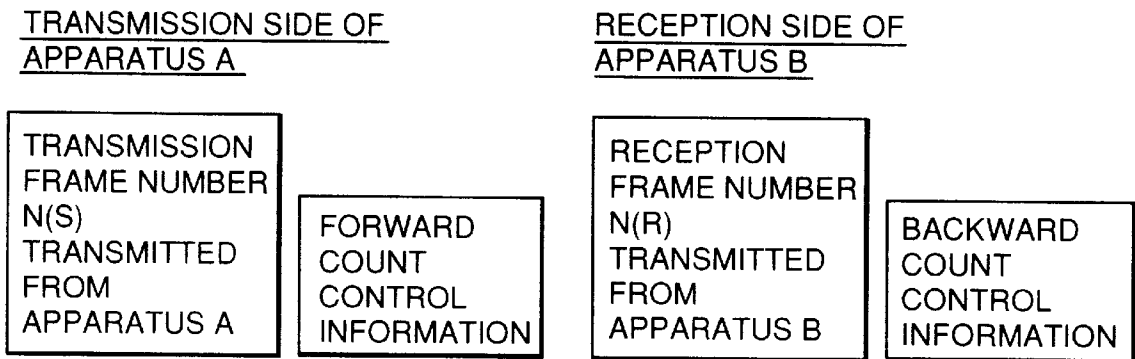 TRANSMISSION SIDE OF
APPARATUS A
RECEPTION SIDE OF
APPARATUS B
TRANSMISSION
FRAME NUMBER
N(S)
TRANSMITTED
FROM
APPARATUS A
FORWARD
COUNT
CONTROL
INFORMATION
RECEPTION
FRAME NUMBER
N(R)
TRANSMITTED
FROM
APPARATUS B
BACKWARD
COUNT
CONTROL
INFORMATION